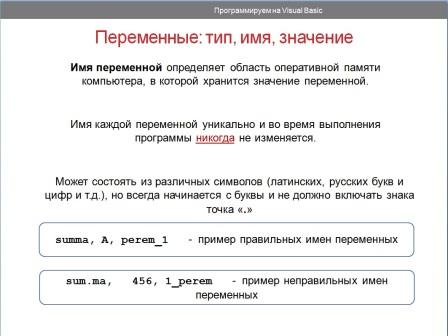 Программируем на Visual Basic
Переменные: тип, имя, значение
Имя переменной определяет область оперативной памяти
компьютера, в которой хранится значение переменной.
Имя каждой переменной уникально и во время выполнения
программы никогда не изменяется.
Может состоять из различных символов (латинских, русских букв и
цифр и т.д.), но всегда начинается с буквы и не должно включать знака
точка «.»
summa, A, perem_1 - пример правильных имен переменных
sum.ma, 456, 1_perem - пример неправильных имен
переменных